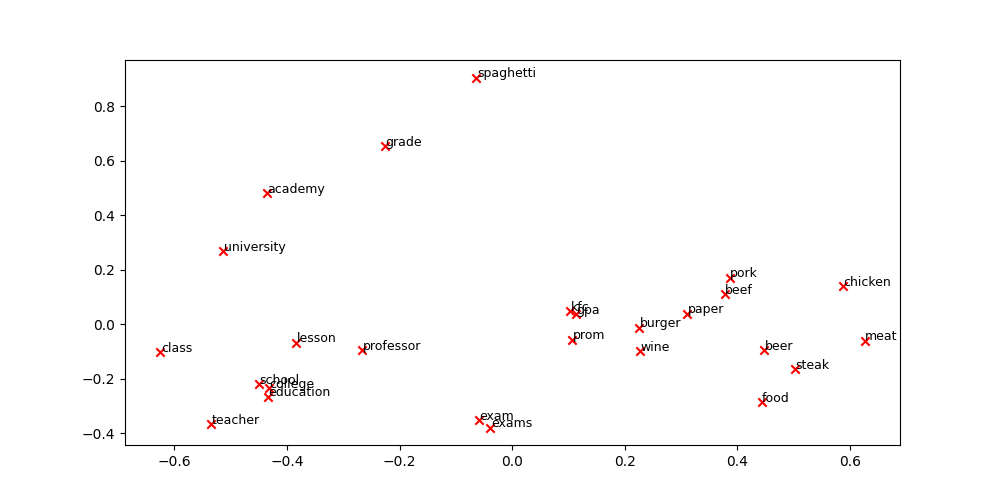 spaghetti
0.8
grade
0.6
academy
0.4
university
0.2
pork
chicken
beef
kfc
gpa
paper
0.0
burger
prom
lesson
professor
class
wine
beer
meat
steak
−0.2
school
college
education
food
teacher
exam
exams
−0.4
−0.6 −0.4 −0.2 0.0 0.2 0.4 0.6